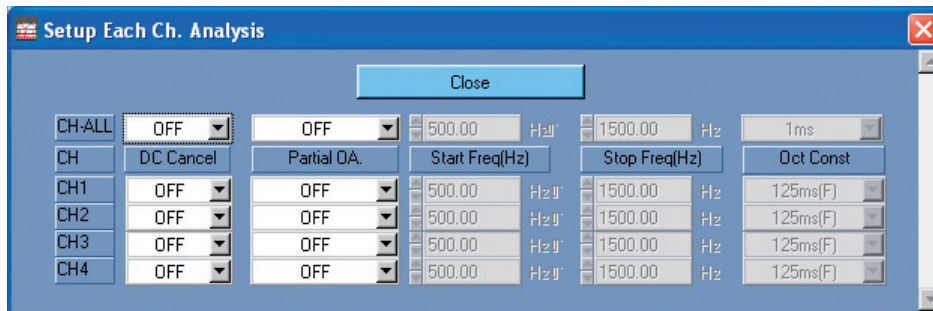 Setup Each Ch. Analysis
Close
CH-ALL OFF OFF 500.00 Hz 1500.00 Hz 1ms
CH DC Cancel Partial OA. Start Freq(Hz) Stop Freq(Hz) Oct Const
CH1 OFF OFF 500.00 Hz 1500.00 Hz 125ms(F)
CH2 OFF OFF 500.00 Hz 1500.00 Hz 125ms(F)
CH3 OFF OFF 500.00 Hz 1500.00 Hz 125ms(F)
CH4 OFF OFF 500.00 Hz 1500.00 Hz 125ms(F)